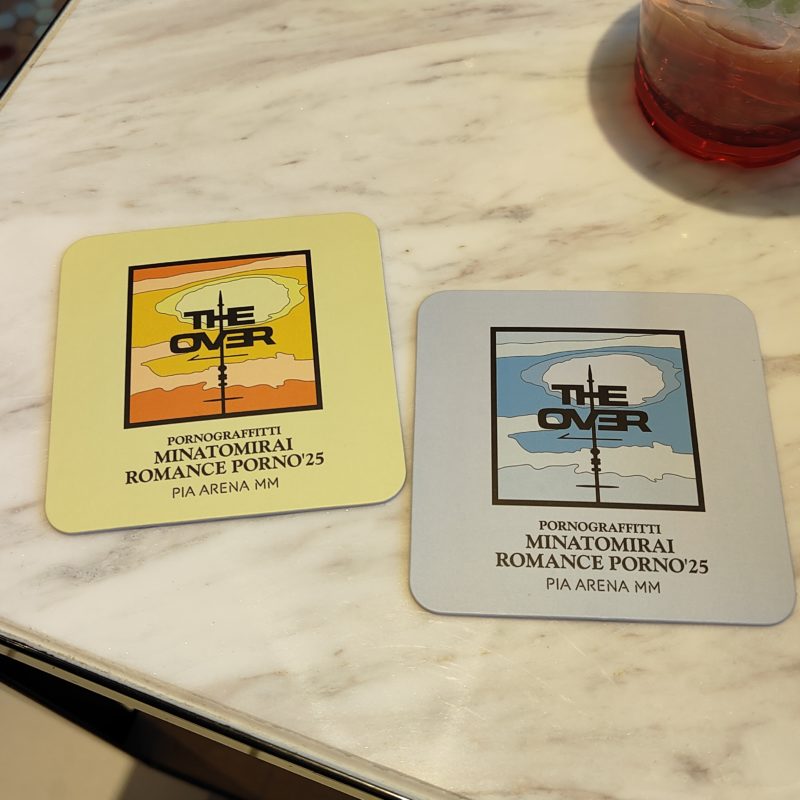 THE
OVER
PORNOGRAFFITTI
MINATOMIRAI
ROMANCE PORNO'25
PIA ARENA MM
THE
OVER
PORNOGRAFFITTI
MINATOMIRAI
ROMANCE PORNO'25
PIA ARENA MM